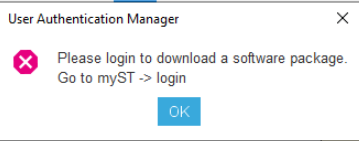 User Authentication Manager
Please login to download a software package.
Go to myST -> login
OK